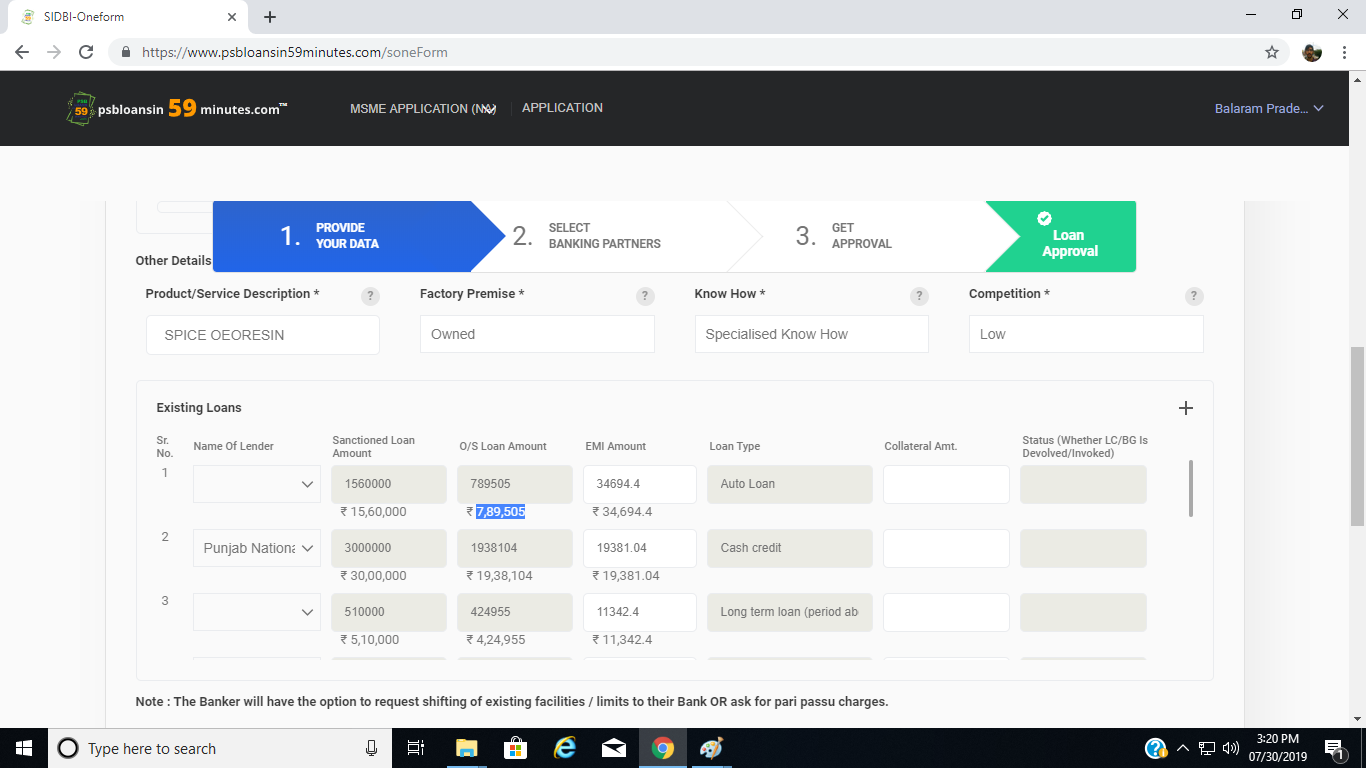 SIDBI-Oneform
https://www.psbloansin59minutes.com/soneForm
PSB 59 psbloansin 59 minutes.com™
MSME APPLICATION (N
APPLICATION
Balaram Prade...
1. PROVIDE YOUR DATA
2. SELECT BANKING PARTNERS
3. GET APPROVAL
Loan Approval
Other Details
Product/Service Description * ? Factory Premise * ? Know How * ? Competition * ?
SPICE OEORESIN Owned Specialised Know How Low
Existing Loans
Sr. No. Name Of Lender Sanctioned Loan Amount O/S Loan Amount EMI Amount Loan Type Collateral Amt. Status (Whether LC/BG Is Devolved/Invoked)
1 1560000 789505 34694.4 Auto Loan
₹ 15,60,000 ₹ 7,89,505 ₹ 34,694.4
2 Punjab Nationa 3000000 1938104 19381.04 Cash credit
₹ 30,00,000 ₹ 19,38,104 ₹ 19,381.04
3 510000 424955 11342.4 Long term loan (period ab
₹ 5,10,000 ₹ 4,24,955 ₹ 11,342.4
Note : The Banker will have the option to request shifting of existing facilities / limits to their Bank OR ask for pari passu charges.
Type here to search
3:20 PM
07/30/2019
1